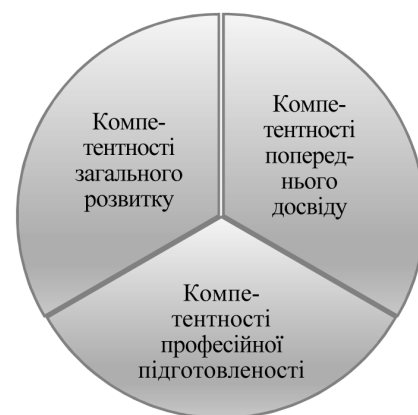 Компе-
тентності
загального
розвитку
Компе-
тентності
поперед-
нього
досвіду
Компе-
тентності
професійної
підготовленості